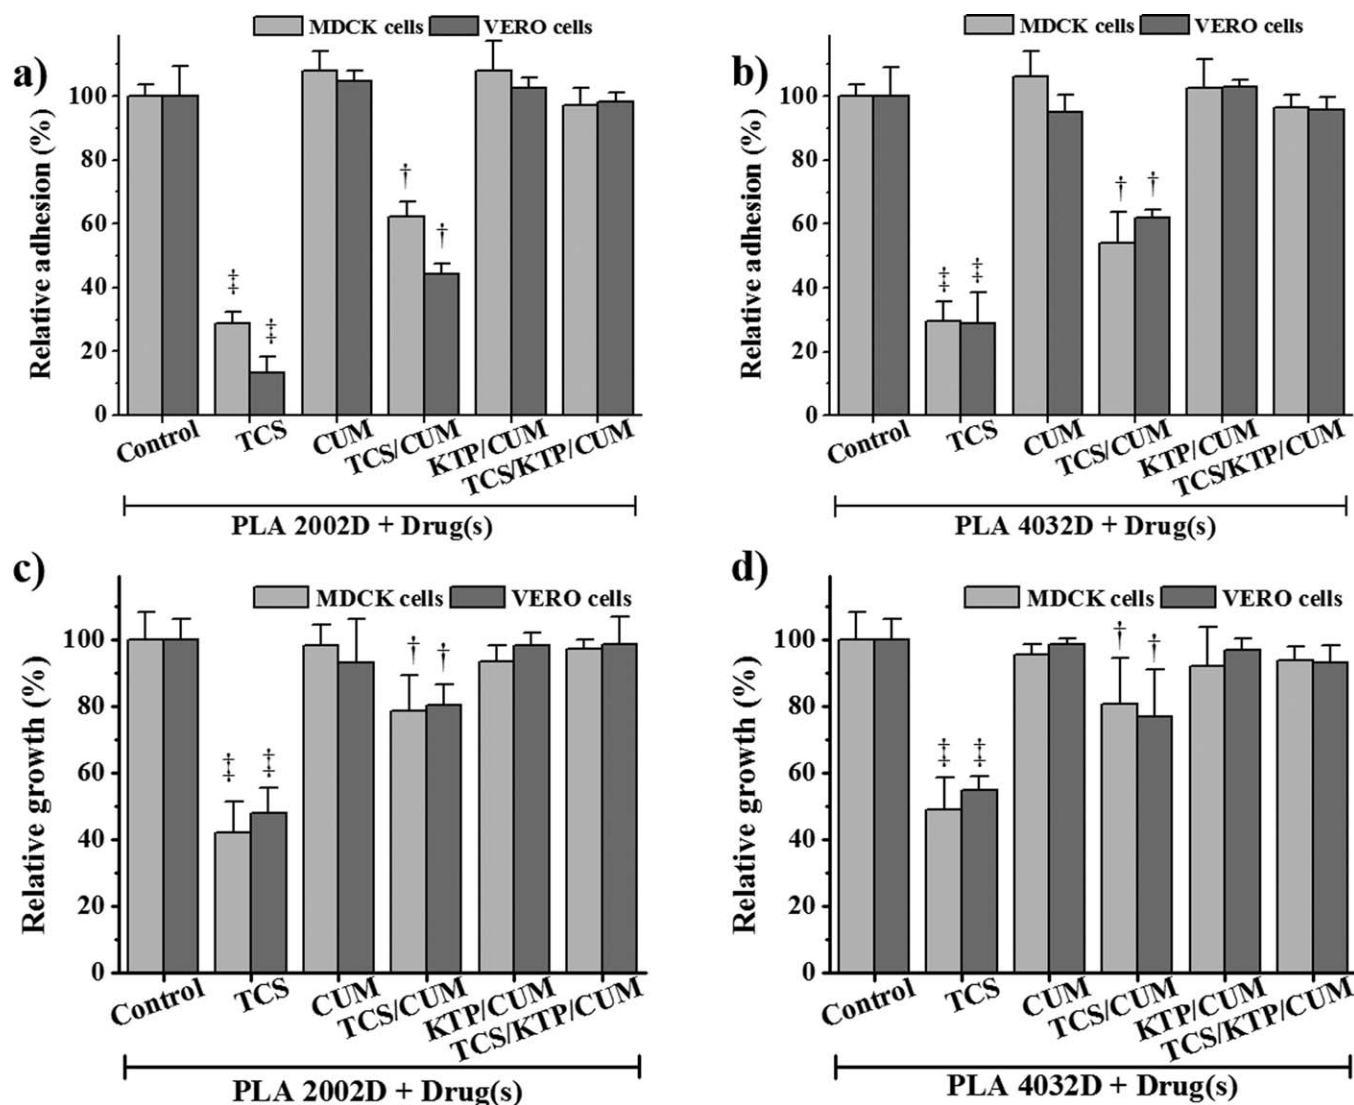 a)
MDCK cells VERO cells
Relative adhesion (%)
100
80
60
40
20
0
‡ ‡ † †
Control TCS CUM TCS/CUM KTP/CUM TCS/KTP/CUM
PLA 2002D + Drug(s)
b)
MDCK cells VERO cells
Relative adhesion (%)
100
80
60
40
20
0
‡ ‡ † †
Control TCS CUM TCS/CUM KTP/CUM TCS/KTP/CUM
PLA 4032D + Drug(s)
c)
MDCK cells VERO cells
Relative growth (%)
100
80
60
40
20
0
‡ ‡ † †
Control TCS CUM TCS/CUM KTP/CUM TCS/KTP/CUM
PLA 2002D + Drug(s)
d)
MDCK cells VERO cells
Relative growth (%)
100
80
60
40
20
0
‡ ‡ † †
Control TCS CUM TCS/CUM KTP/CUM TCS/KTP/CUM
PLA 4032D + Drug(s)